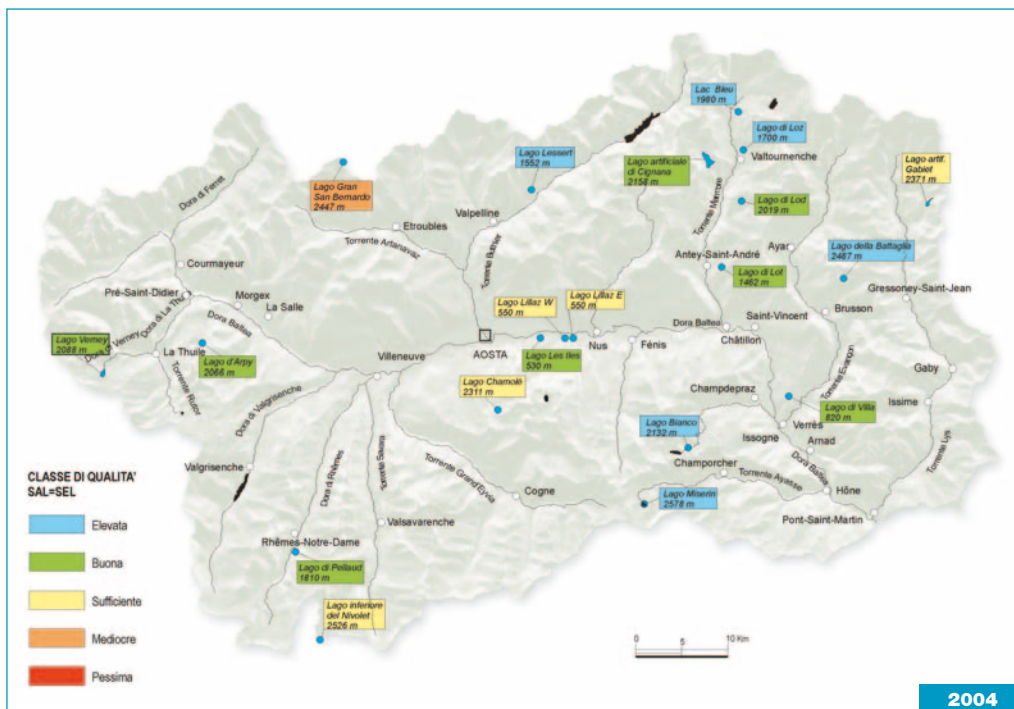 Lac Bleu
1980 m
Lago di Loz
1700 m
Valtournenche
Lago Lessert
1552 m
Lago artificiale
di Cignana
2158 m
Lago artif.
Gabiet
2371 m
Lago Gran
San Bernardo
2447 m
Dora di Ferret
Valpelline
Etroubles
Torrente Artanavaz
Torrente Buthier
Torrente Marmore
Lago di Lod
2019 m
Ayas
Lago della Battaglia
2487 m
Antey-Saint-André
Lago di Lot
1462 m
Gressoney-Saint-Jean
Courmayeur
Pré-Saint-Didier
Morgex
La Salle
Dora di La Thuile
Dora Baltea
Lago Verney
2088 m
Dora di Verney
La Thuile
Lago d'Arpy
2066 m
Torrente Rutor
Lago Lillaz W
550 m
Lago Lillaz E
550 m
AOSTA
Lago Les Iles
530 m
Nus
Fénis
Dora Baltea
Saint-Vincent
Châtillon
Brusson
Torrente Evançon
Villeneuve
Lago Chamolé
2311 m
Champdepraz
Lago di Villa
820 m
Gaby
Issime
Torrente Lys
Verrès
Issogne
Arnad
Dora Baltea
Lago Bianco
2132 m
Champorcher
Torrente Ayasse
Hône
Pont-Saint-Martin
Lago Miserin
2578 m
Dora di Valgrisenche
Valgrisenche
Dora di Rhêmes
Torrente Savara
Torrente Grand'Eyvia
Cogne
Valsavarenche
Rhêmes-Notre-Dame
Lago di Pellaud
1810 m
Lago inferiore
del Nivolet
2526 m
CLASSE DI QUALITA'
SAL=SEL
Elevata
Buona
Sufficiente
Mediocre
Pessima
0 5 10 Km
2004